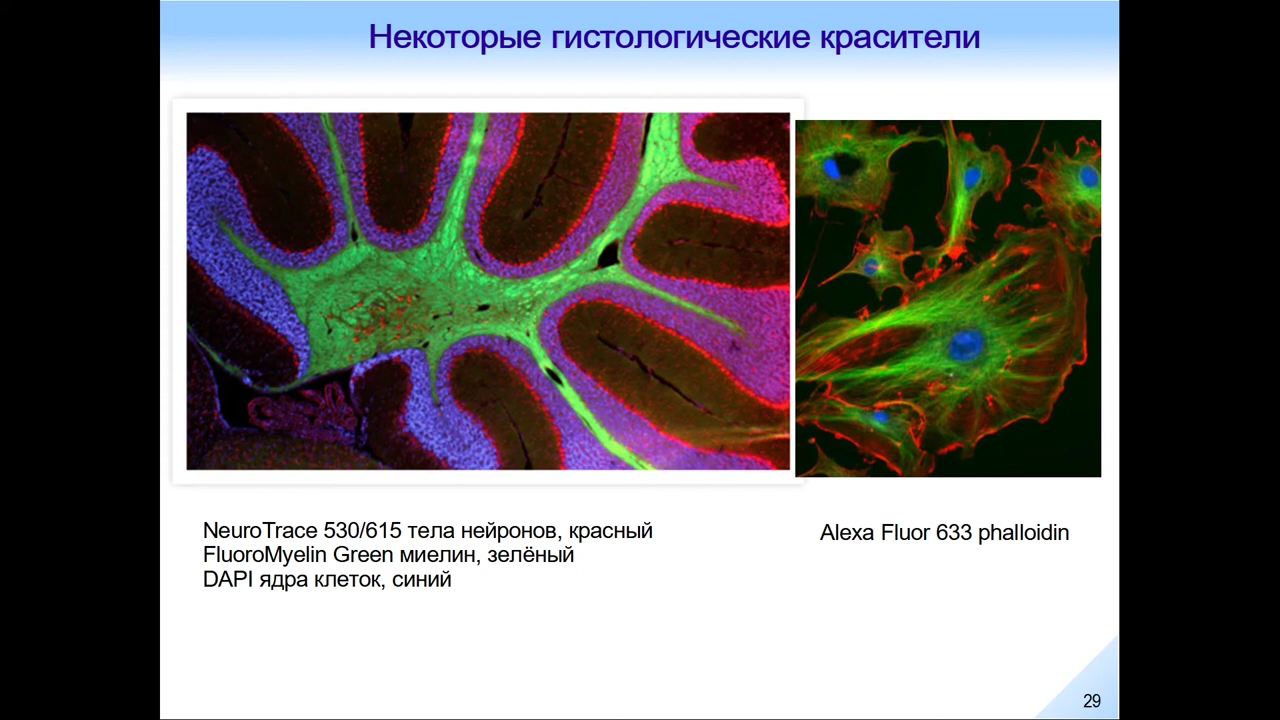 Некоторые гистологические красители
NeuroTrace 530/615 тела нейронов, красный
FluoroMyelin Green миелин, зелёный
DAPI ядра клеток, синий
Alexa Fluor 633 phalloidin
29